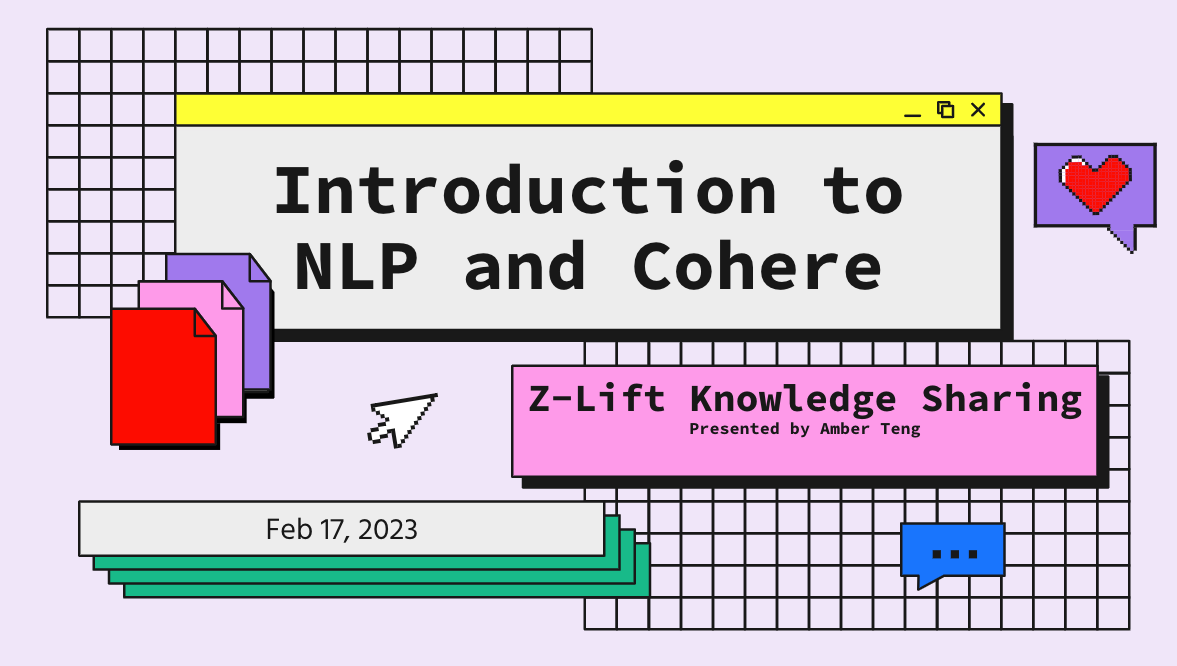 Introduction to
NLP and Cohere
Z-Lift Knowledge Sharing
Presented by Amber Teng
Feb 17, 2023